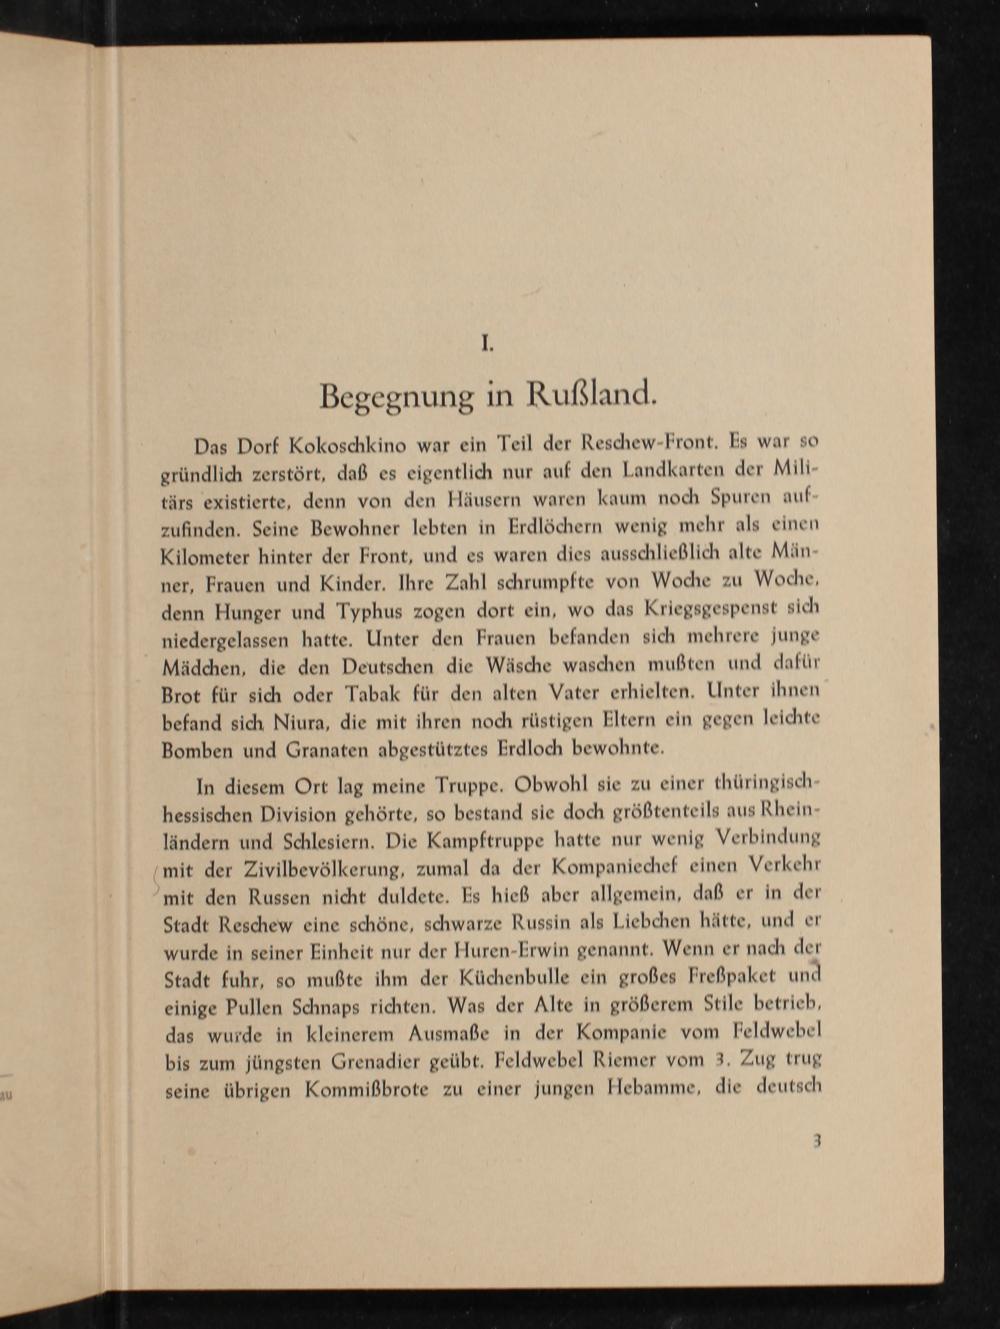 I.
Begegnung in Rußland.
Das Dorf Kokoschkino war ein Teil der Reschew-Front. Es war so
gründlich zerstört, daß es eigentlich nur auf den Landkarten der Mili-
tärs existierte, denn von den Häusern waren kaum noch Spuren auf-
zufinden. Seine Bewohner lebten in Erdlöchern wenig mehr als einen
Kilometer hinter der Front, und es waren dies ausschließlich alte Män-
ner, Frauen und Kinder. Ihre Zahl schrumpfte von Woche zu Woche,
denn Hunger und Typhus zogen dort ein, wo das Kriegsgespenst sich
niedergelassen hatte. Unter den Frauen befanden sich mehrere junge
Mädchen, die den Deutschen die Wäsche waschen mußten und dafür
Brot für sich oder Tabak für den alten Vater erhielten. Unter ihnen
befand sich Niura, die mit ihren noch rüstigen Eltern ein gegen leichte
Bomben und Granaten abgestütztes Erdloch bewohnte.
In diesem Ort lag meine Truppe. Obwohl sie zu einer thüringisch-
hessischen Division gehörte, so bestand sie doch größtenteils aus Rhein-
ländern und Schlesiern. Die Kampftruppe hatte nur wenig Verbindung
mit der Zivilbevölkerung, zumal da der Kompaniechef einen Verkehr
mit den Russen nicht duldete. Es hieß aber allgemein, daß er in der
Stadt Reschew eine schöne, schwarze Russin als Liebchen hätte, und er
wurde in seiner Einheit nur der Huren-Erwin genannt. Wenn er nach der
Stadt fuhr, so mußte ihm der Küchenbulle ein großes Freßpaket und
einige Pullen Schnaps richten. Was der Alte in größerem Stile betrieb,
das wurde in kleinerem Ausmaße in der Kompanie vom Feldwebel
bis zum jüngsten Grenadier geübt. Feldwebel Riemer vom 3. Zug trug
seine übrigen Kommißbrote zu einer jungen Hebamme, die deutsch
3
au